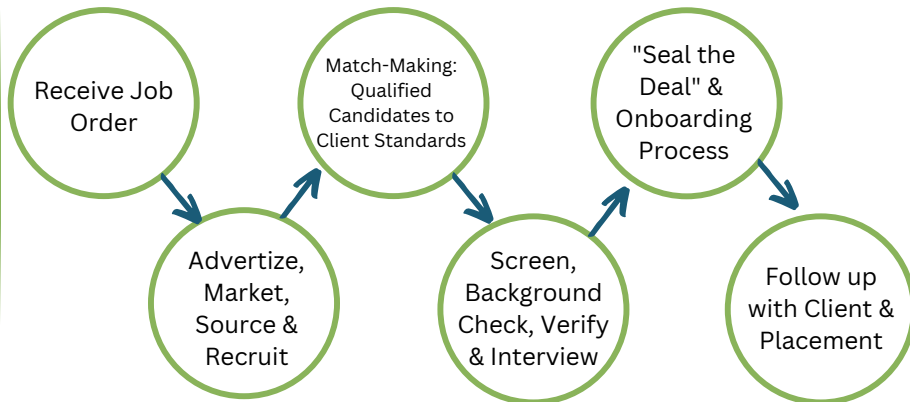 Receive Job
Order
Advertize,
Market,
Source &
Recruit
Match-Making:
Qualified
Candidates to
Client Standards
Screen,
Background
Check, Verify
& Interview
"Seal the
Deal" &
Onboarding
Process
Follow up
with Client &
Placement